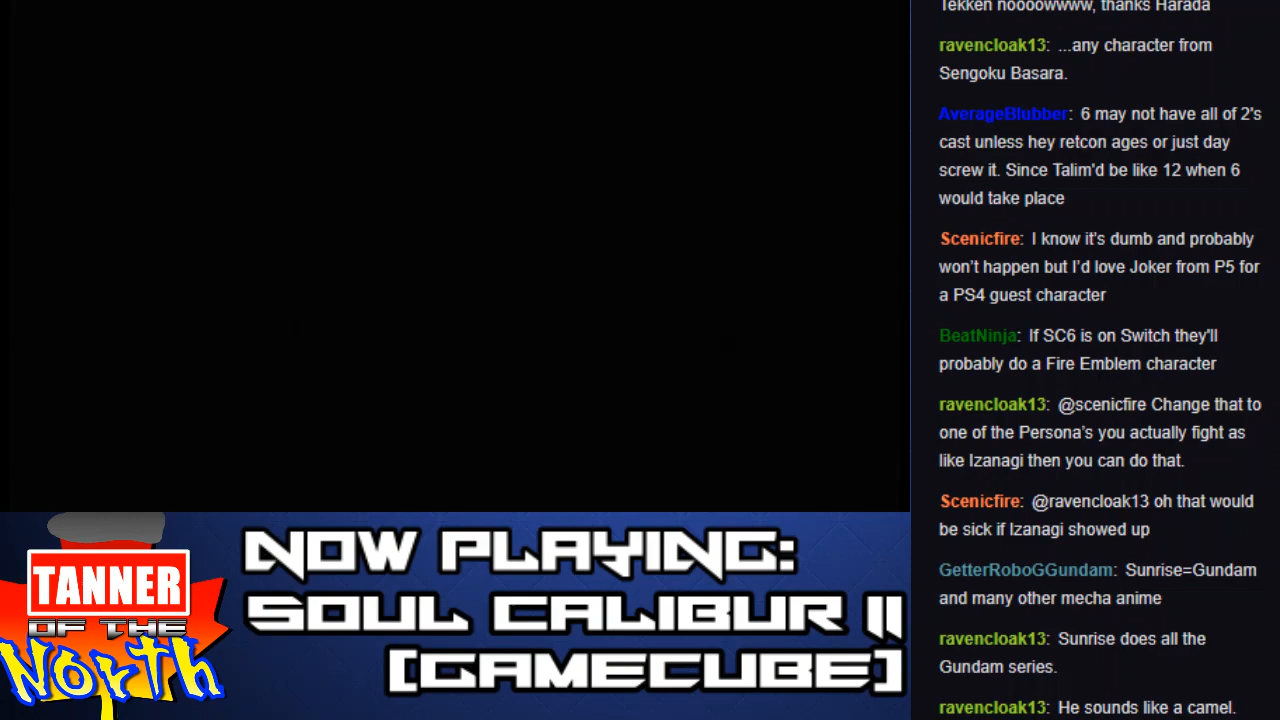 Tekken noooowwww, thanks Harada
ravencloak13: ...any character from
Sengoku Basara.
AverageBlubber: 6 may not have all of 2's
cast unless hey retcon ages or just day
screw it. Since Talim'd be like 12 when 6
would take place
Scenicfire: I know it's dumb and probably
won't happen but I'd love Joker from P5 for
a PS4 guest character
BeatNinja: If SC6 is on Switch they'll
probably do a Fire Emblem character
ravencloak13: @scenicfire Change that to
one of the Persona's you actually fight as
like Izanagi then you can do that.
Scenicfire: @ravencloak13 oh that would
be sick if Izanagi showed up
GetterRoboGGundam: Sunrise=Gundam
and many other mecha anime
ravencloak13: Sunrise does all the
Gundam series.
ravencloak13: He sounds like a camel.
TANNER
OF THE
North
NOW PLAYING:
SOUL CALIBUR II
[GAMECUBE]